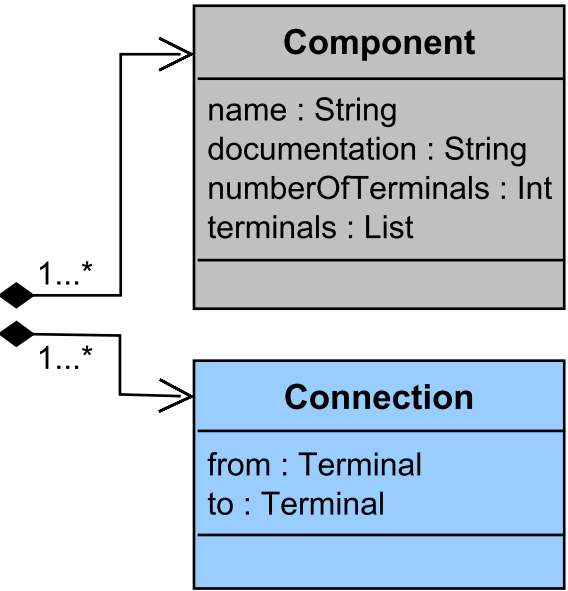 Component
name : String
documentation : String
numberOfTerminals : Int
terminals : List
1...*
1...*
Connection
from : Terminal
to : Terminal